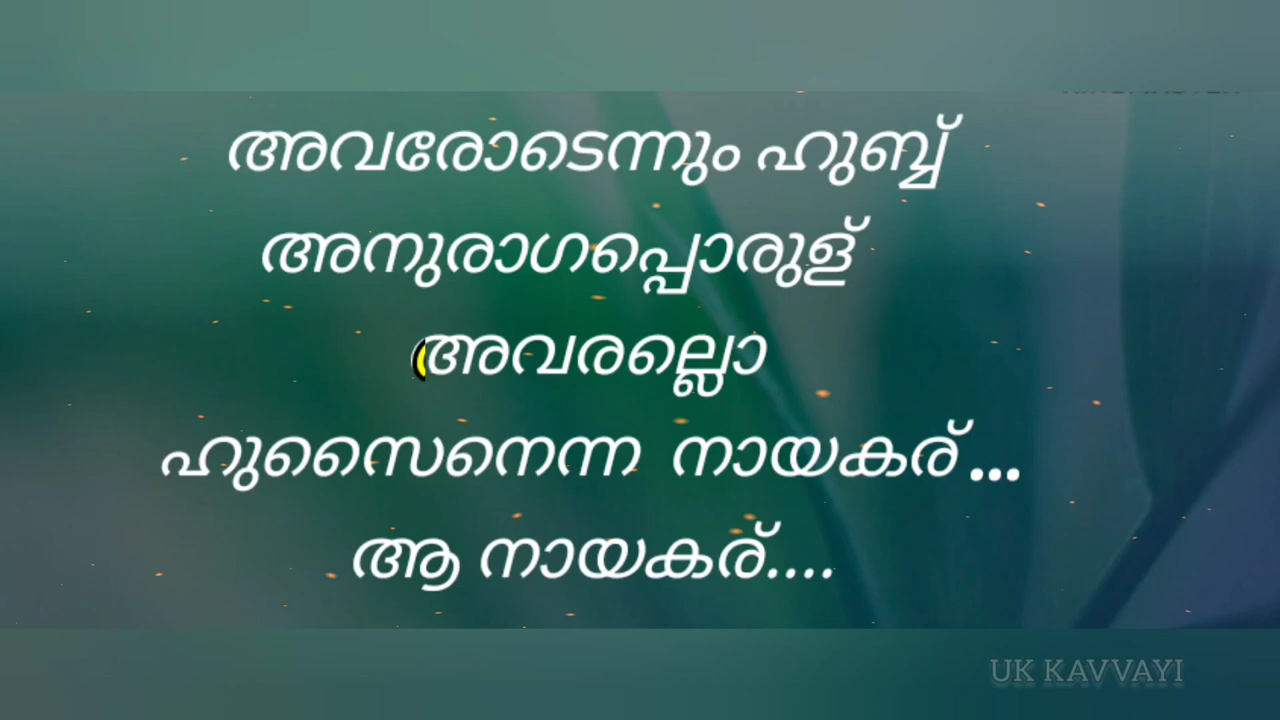 അവരോടെന്നും ഹുബ്ബ്
അനുരാഗപ്പൊരുള്
അവരല്ലൊ
ഹുസൈനെന്ന നായകര്...
ആ നായകര്....
UK KAVVAYI